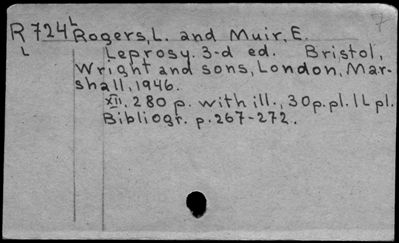 7
R 724 L Rogers, L. and Muir, E.
L Leprosy. 3-d ed. Bristol,
Wright and sons, London, Mar-
shall, 1946.
XII, 280 p. with ill., 30 p. pl. 1 L pl.
Bibliogr. p. 267-272.